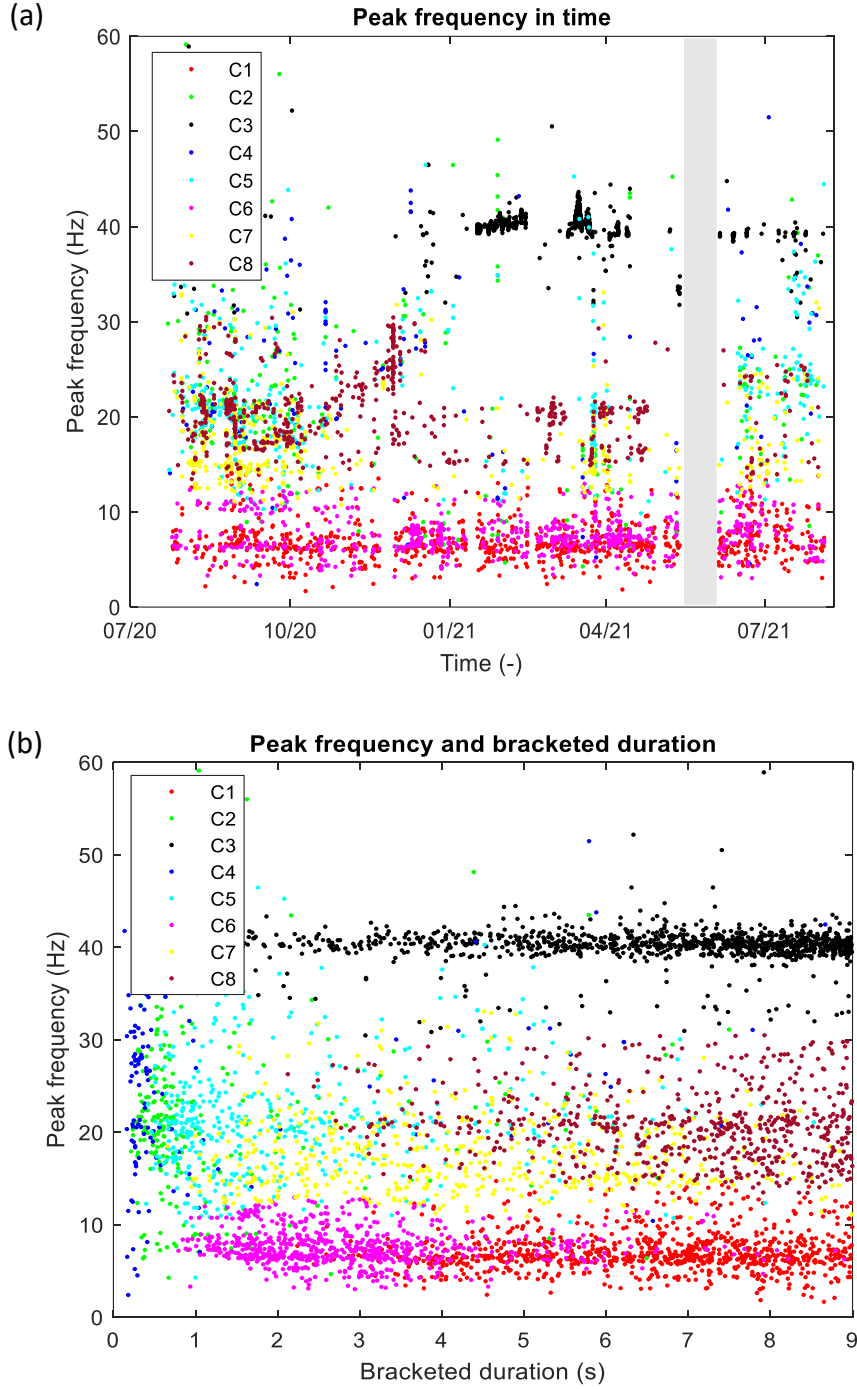 (a)
Peak frequency in time
60
50
40
30
20
10
0
Peak frequency (Hz)
C1
C2
C3
C4
C5
C6
C7
C8
07/20 10/20 01/21 04/21 07/21
Time (-)
(b)
Peak frequency and bracketed duration
60
50
40
30
20
10
0
Peak frequency (Hz)
C1
C2
C3
C4
C5
C6
C7
C8
0 1 2 3 4 5 6 7 8 9
Bracketed duration (s)